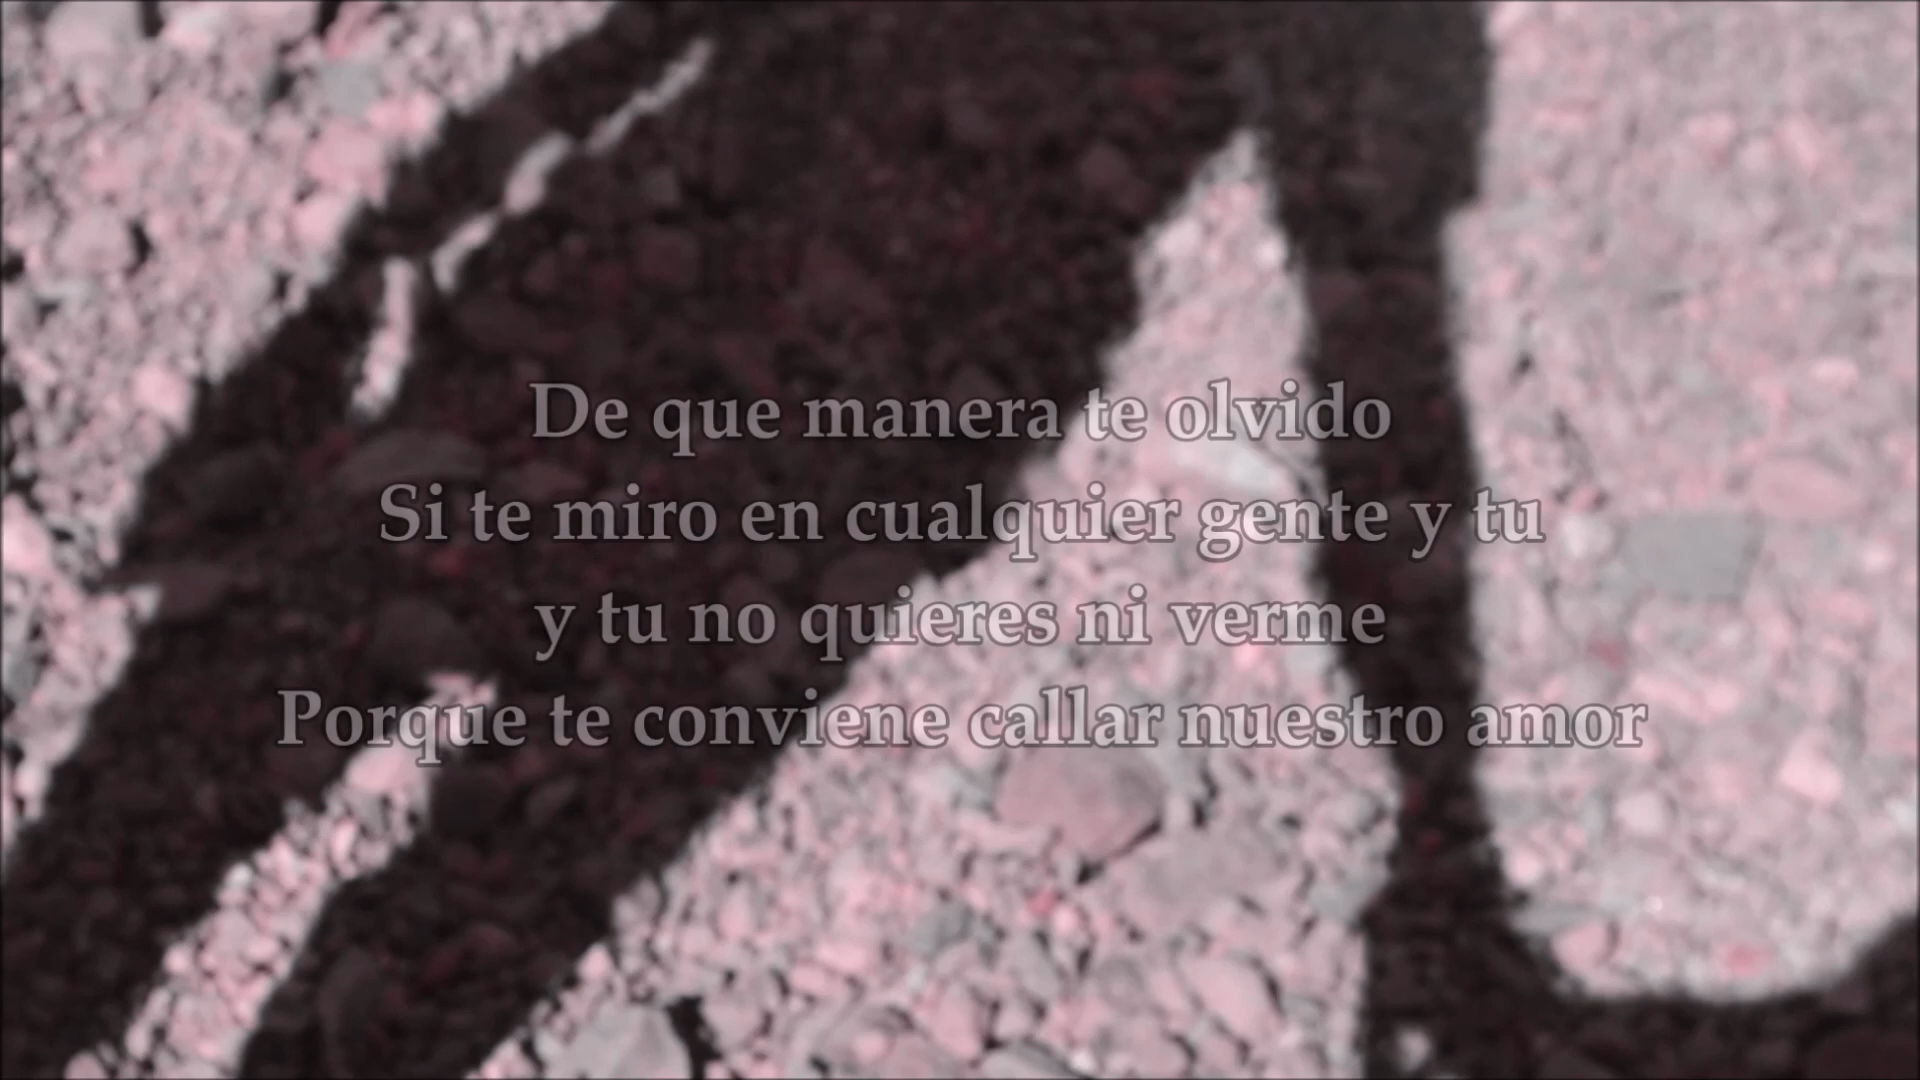 De que manera te olvido
Si te miro en cualquier gente y tu
y tu no quieres ni verme
Porque te conviene callar nuestro amor